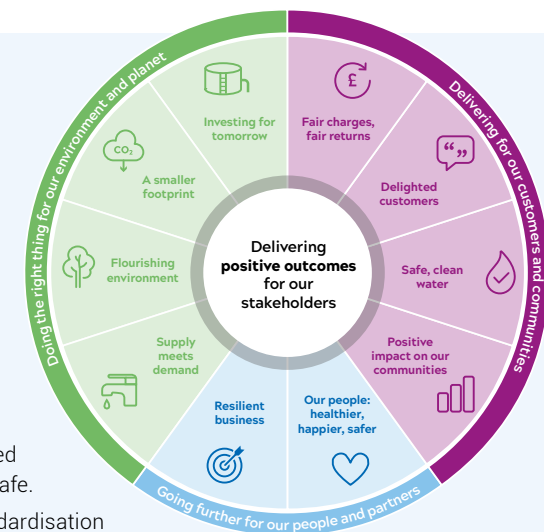 Doing the right thing for our environment and planet
Delivering for our customers and communities
Going further for our people and partners
Delivering
positive outcomes
for our
stakeholders
Fair charges,
fair returns
£
Delighted
customers
“”
Safe, clean
water
Positive
impact on our
communities
Our people:
healthier,
happier, safer
Resilient
business
Supply
meets
demand
Flourishing
environment
A smaller
footprint
CO₂
Investing for
tomorrow
ed
afe.
dardisation